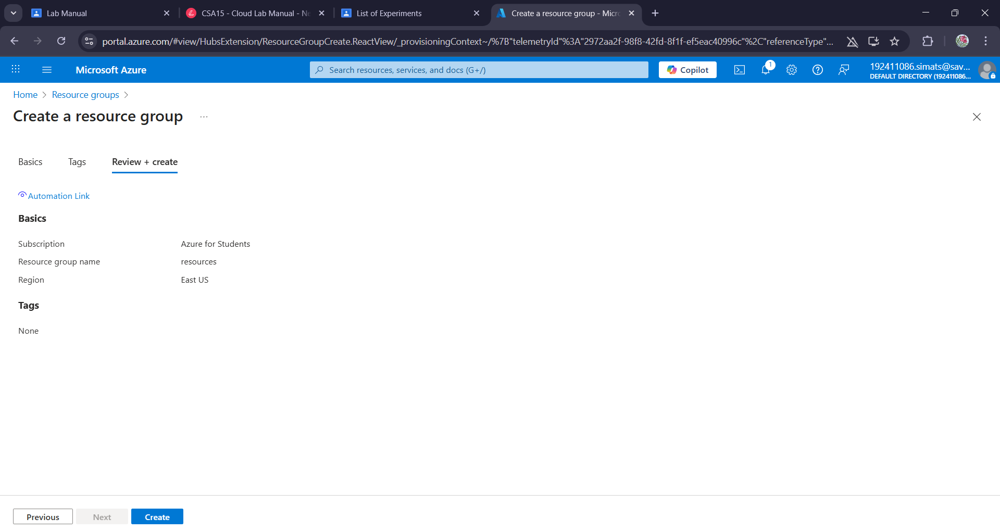 Lab Manual
CSA15 - Cloud Lab Manual - Ne
List of Experiments
Create a resource group - Micro
portal.azure.com/#view/HubsExtension/ResourceGroupCreate.ReactView/_provisioningContext~/%7B"telemetryId"%3A"2972aa2f-98f8-42fd-8f1f-ef5eac40996c"%2C"referenceType"...
Microsoft Azure
Search resources, services, and docs (G+/)
Copilot
1
192411086.simats@sav...
DEFAULT DIRECTORY (192411086...
Home > Resource groups >
Create a resource group ...
Basics Tags Review + create
Automation Link
Basics
Subscription Azure for Students
Resource group name resources
Region East US
Tags
None
Previous Next Create